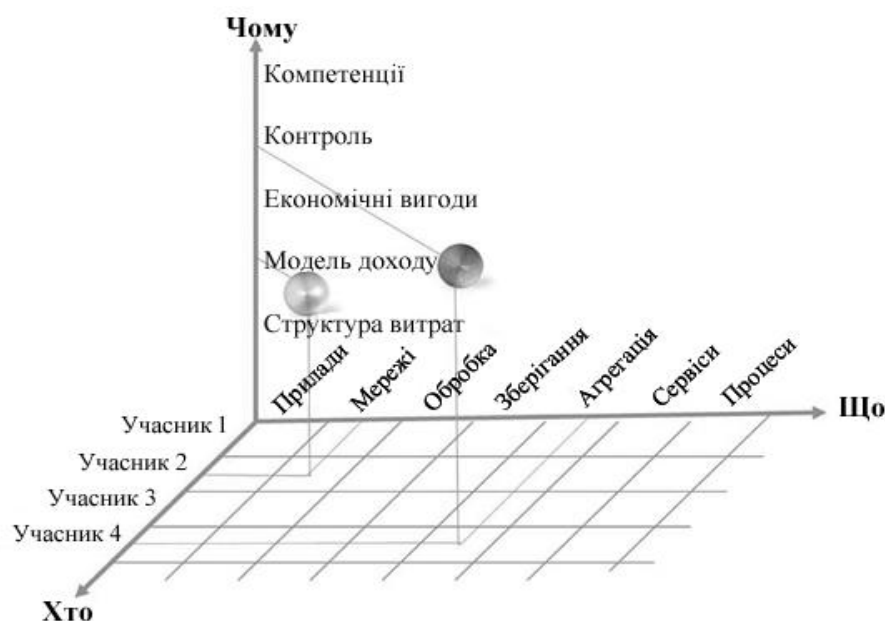 Чому
Компетенції
Контроль
Економічні вигоди
Модель доходу
Структура витрат
Прилади
Мережі
Обробка
Зберігання
Агрегація
Сервіси
Процеси
Що
Учасник 1
Учасник 2
Учасник 3
Учасник 4
Хто